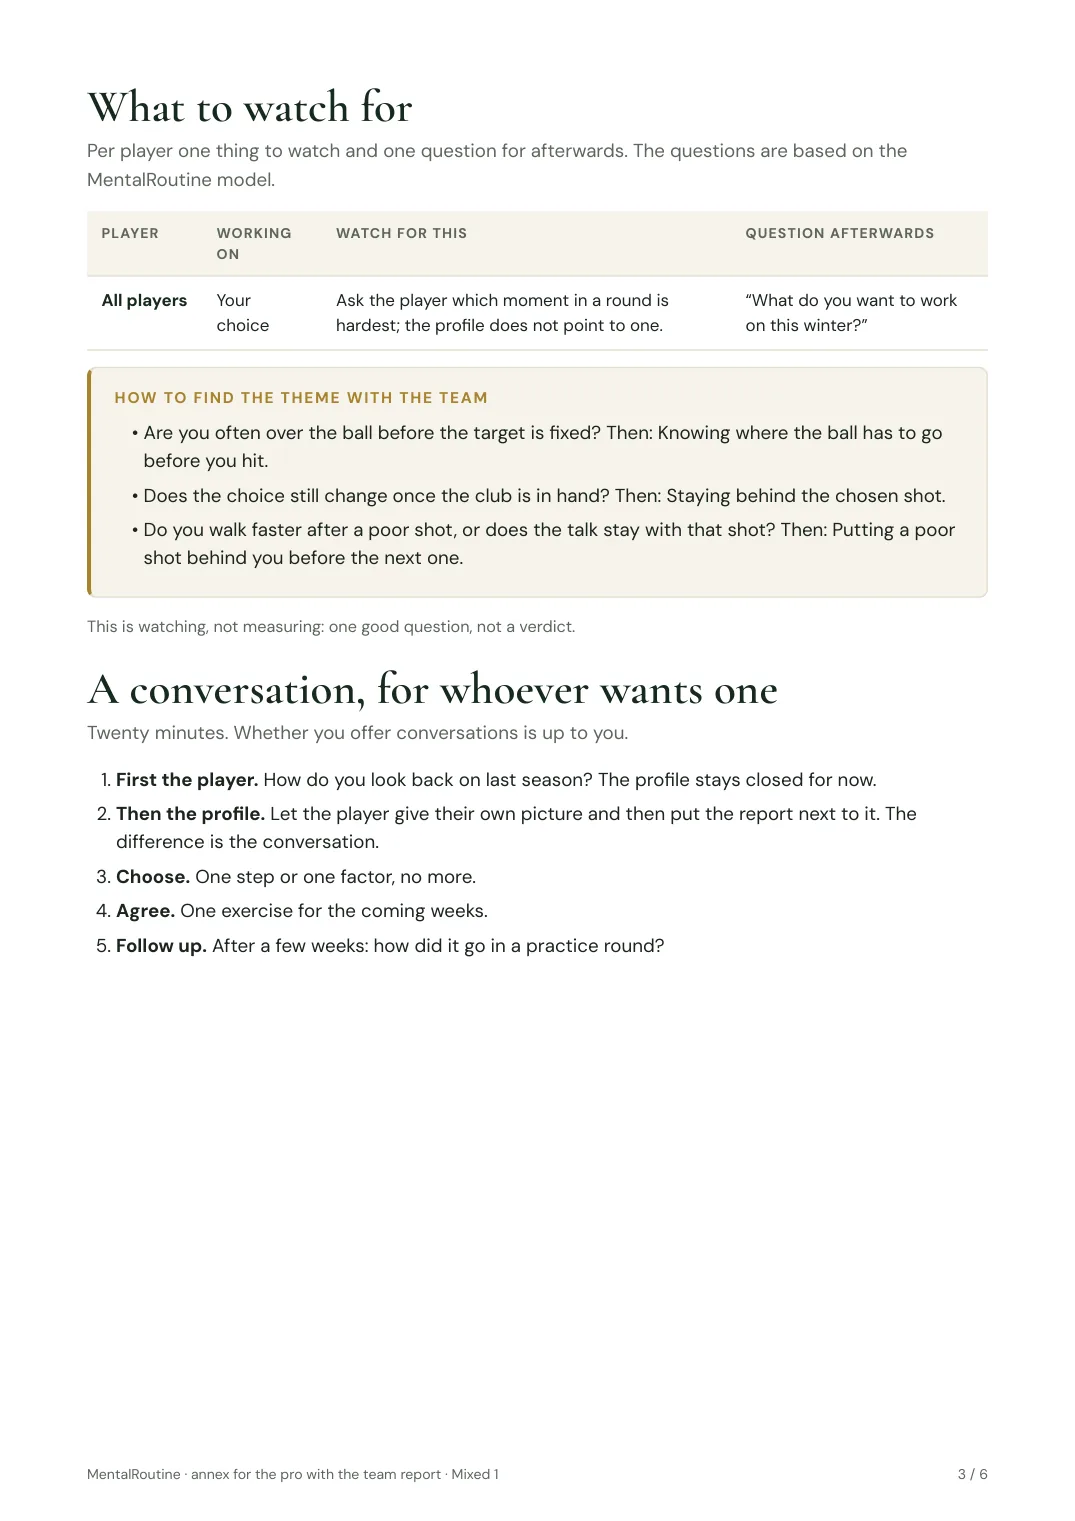 What to watch for
Per player one thing to watch and one question for afterwards. The questions are based on the
MentalRoutine model.
PLAYER WORKING ON WATCH FOR THIS QUESTION AFTERWARDS
All players Your choice Ask the player which moment in a round is hardest; the profile does not point to one. “What do you want to work on this winter?”
HOW TO FIND THE THEME WITH THE TEAM
• Are you often over the ball before the target is fixed? Then: Knowing where the ball has to go
before you hit.
• Does the choice still change once the club is in hand? Then: Staying behind the chosen shot.
• Do you walk faster after a poor shot, or does the talk stay with that shot? Then: Putting a poor
shot behind you before the next one.
This is watching, not measuring: one good question, not a verdict.
A conversation, for whoever wants one
Twenty minutes. Whether you offer conversations is up to you.
1. First the player. How do you look back on last season? The profile stays closed for now.
2. Then the profile. Let the player give their own picture and then put the report next to it. The
difference is the conversation.
3. Choose. One step or one factor, no more.
4. Agree. One exercise for the coming weeks.
5. Follow up. After a few weeks: how did it go in a practice round?
MentalRoutine · annex for the pro with the team report · Mixed 1
3 / 6